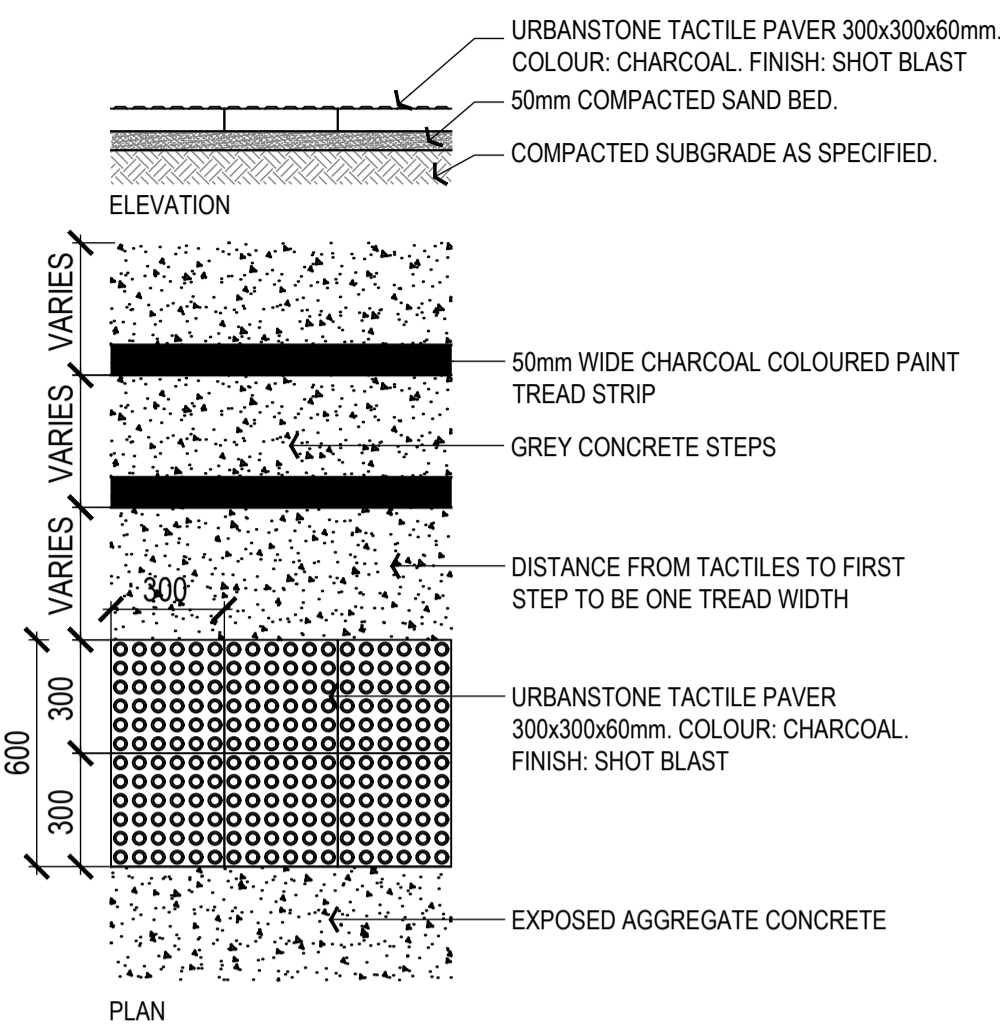 URBANSTONE TACTILE PAVER 300x300x60mm.
COLOUR: CHARCOAL. FINISH: SHOT BLAST
50mm COMPACTED SAND BED.
COMPACTED SUBGRADE AS SPECIFIED.
ELEVATION
VARIES
50mm WIDE CHARCOAL COLOURED PAINT
TREAD STRIP
VARIES
GREY CONCRETE STEPS
VARIES
300
DISTANCE FROM TACTILES TO FIRST
STEP TO BE ONE TREAD WIDTH
600
300
300
URBANSTONE TACTILE PAVER
300x300x60mm. COLOUR: CHARCOAL.
FINISH: SHOT BLAST
EXPOSED AGGREGATE CONCRETE
PLAN